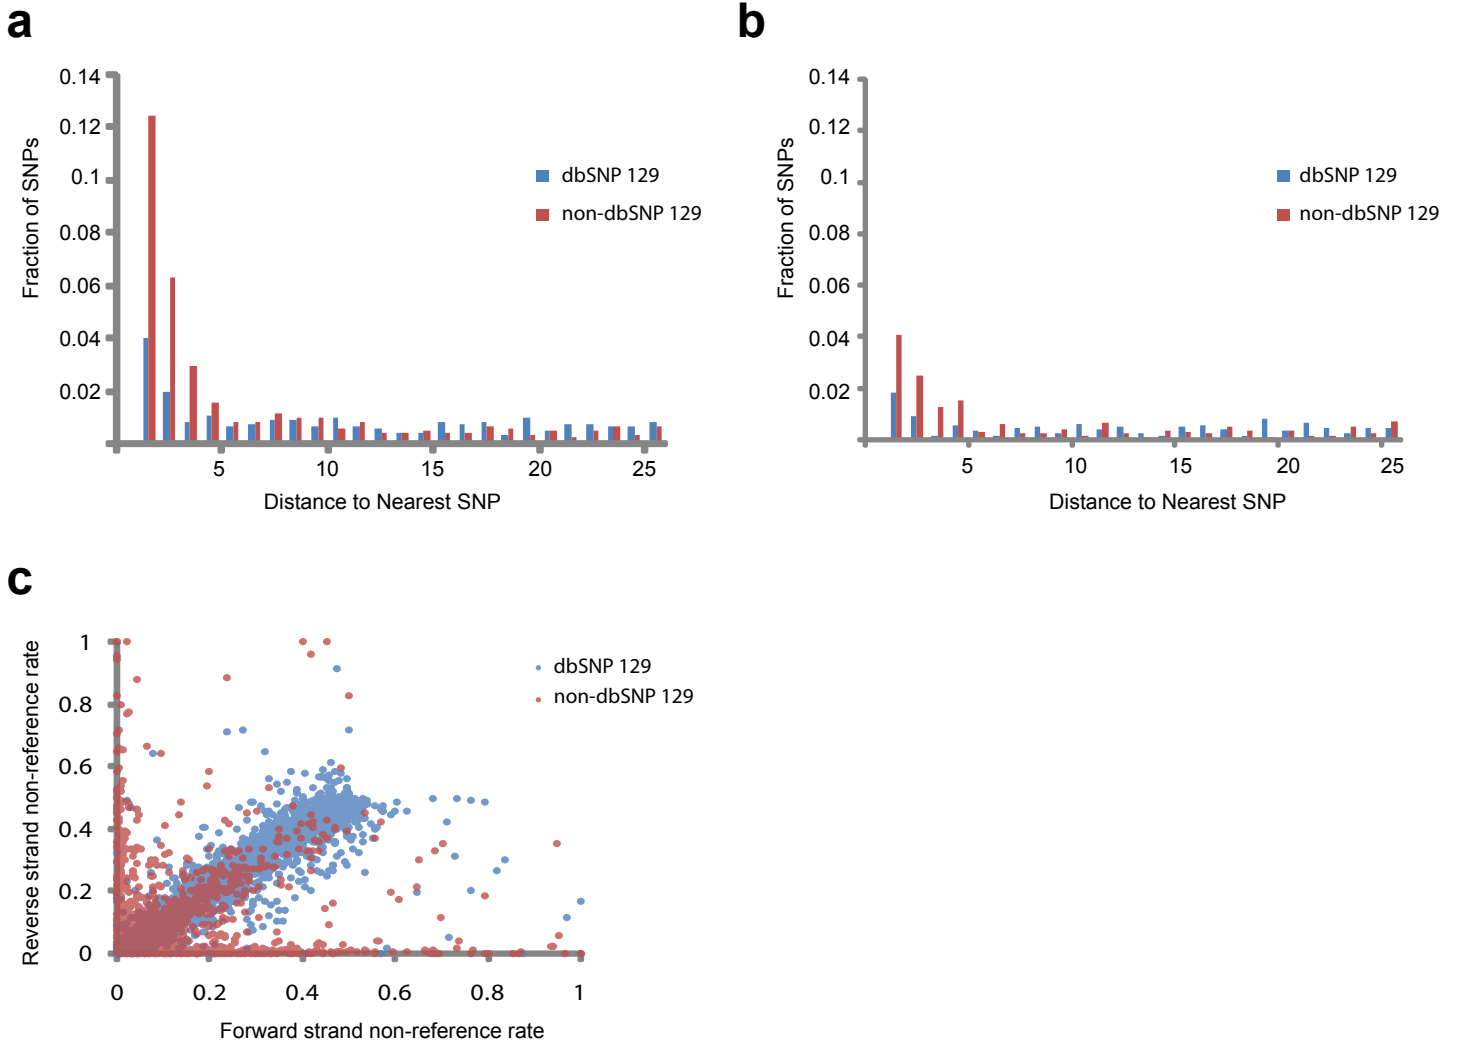 a
0.14
0.12
0.1
0.08
0.06
0.04
0.02
Fraction of SNPs
dbSNP 129
non-dbSNP 129
5 10 15 20 25
Distance to Nearest SNP
b
0.14
0.12
0.1
0.08
0.06
0.04
0.02
Fraction of SNPs
dbSNP 129
non-dbSNP 129
5 10 15 20 25
Distance to Nearest SNP
c
1
0.8
0.6
0.4
0.2
0
Reverse strand non-reference rate
dbSNP 129
non-dbSNP 129
0 0.2 0.4 0.6 0.8 1
Forward strand non-reference rate